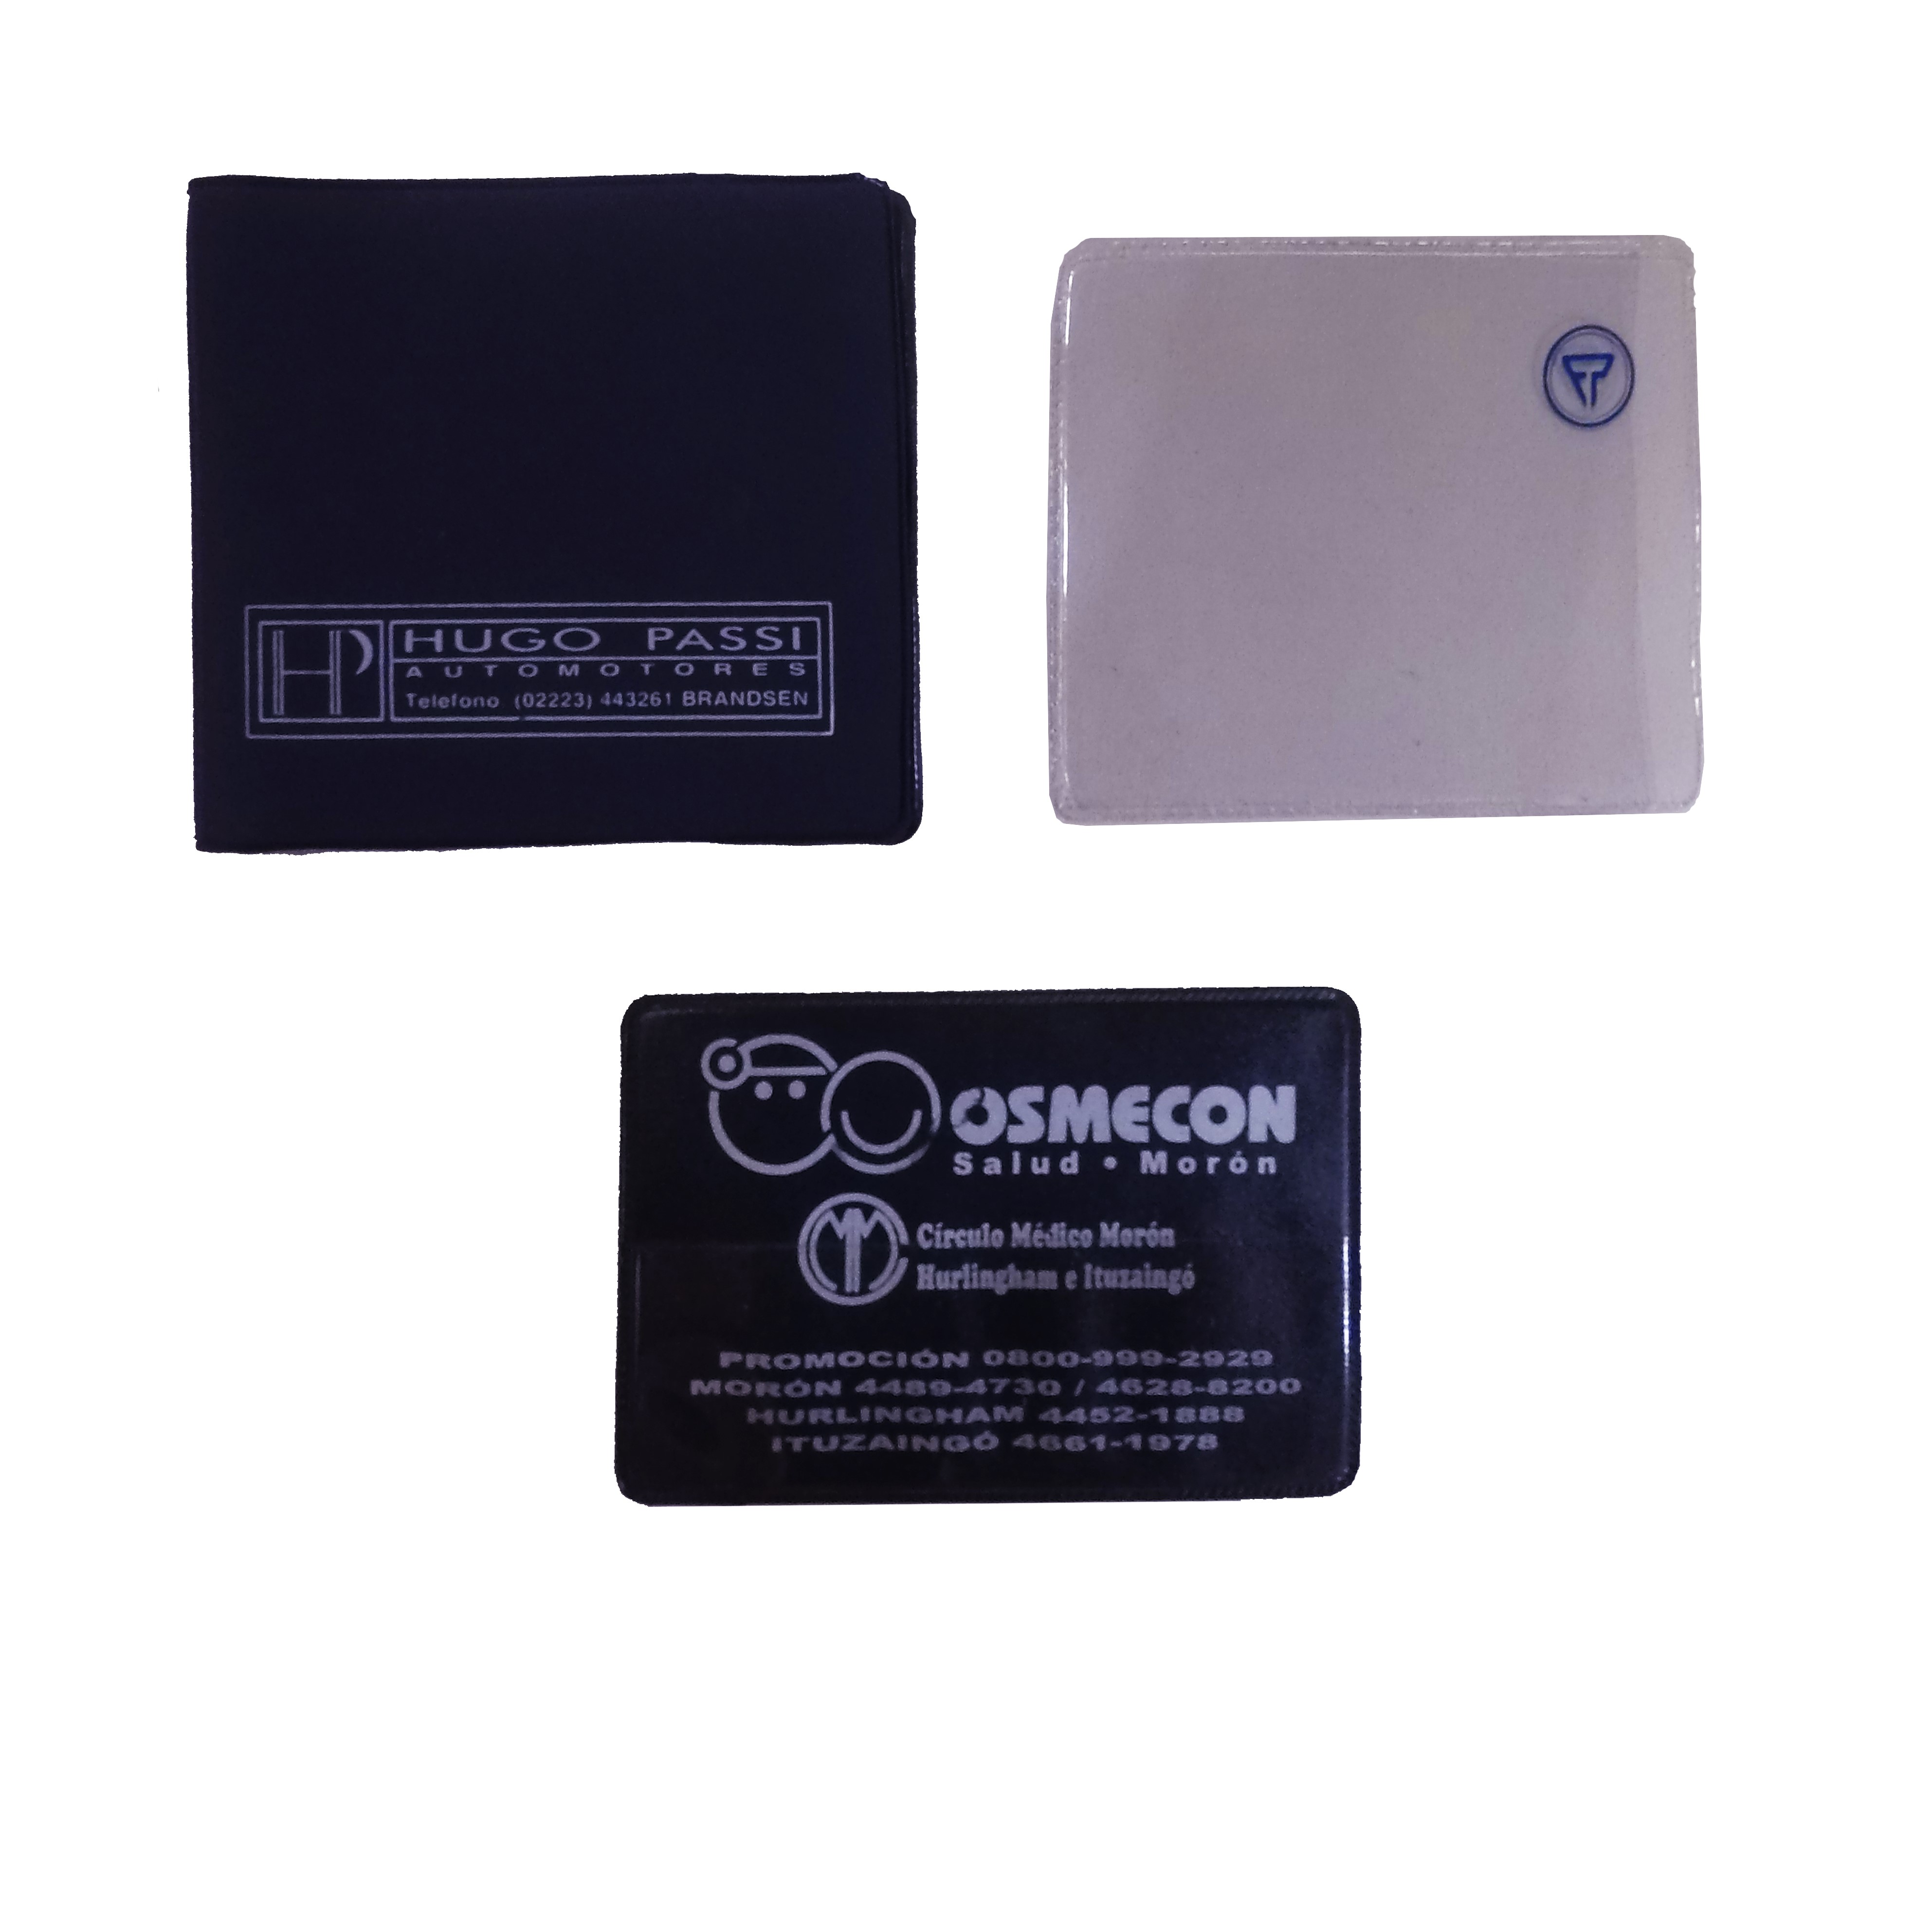 HP
HUGO PASSI
AUTOMOTORES
Telefono (02223) 443261 BRANDSEN
OSMECON
Salud • Morón
Círculo Médico Morón
Hurlingham e Ituzaingó
PROMOCIÓN 0800-999-2929
MORÓN 4489-4730 / 4628-8200
HURLINGHAM 4452-1888
ITUZAINGÓ 4661-1978